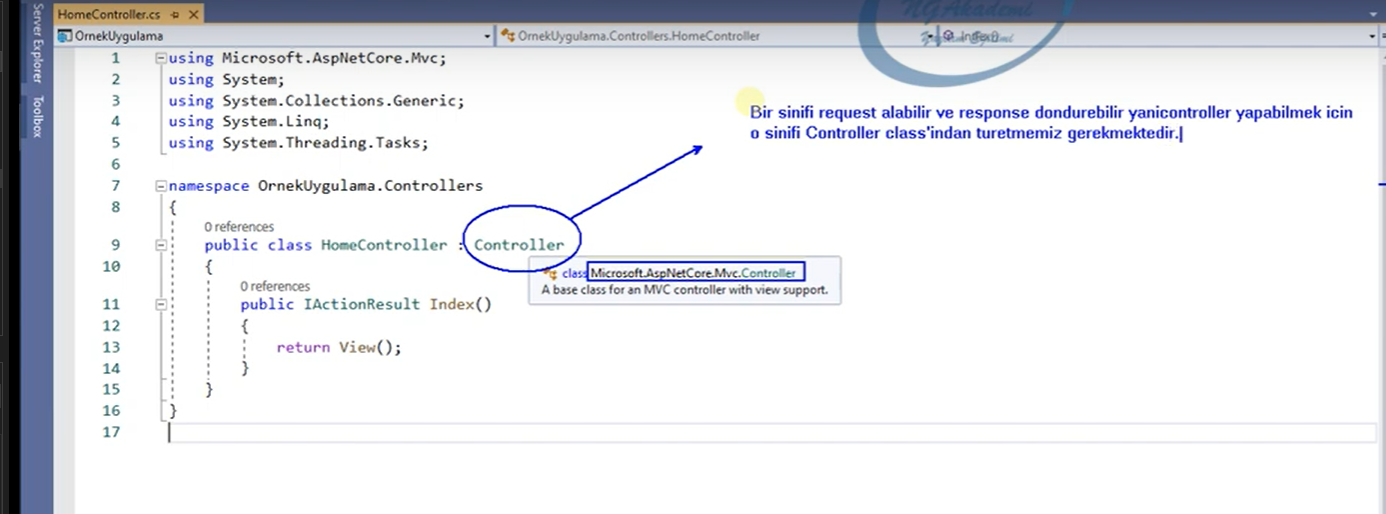 HomeController.cs
Server Explorer
Toolbox
NGAkademi
OrnekUygulama
OrnekUygulama.Controllers.HomeController
Index()
1 using Microsoft.AspNetCore.Mvc;
2 using System;
3 using System.Collections.Generic;
4 using System.Linq;
5 using System.Threading.Tasks;
6
7 namespace OrnekUygulama.Controllers
8 {
0 references
9 public class HomeController : Controller
10 {
0 references
11 public IActionResult Index()
12 {
13 return View();
14 }
15 }
16 }
17
Bir sinifi request alabilir ve response dondurebilir yanicontroller yapabilmek icin
o sinifi Controller class'indan turetmemiz gerekmektedir.
class Microsoft.AspNetCore.Mvc.Controller
A base class for an MVC controller with view support.